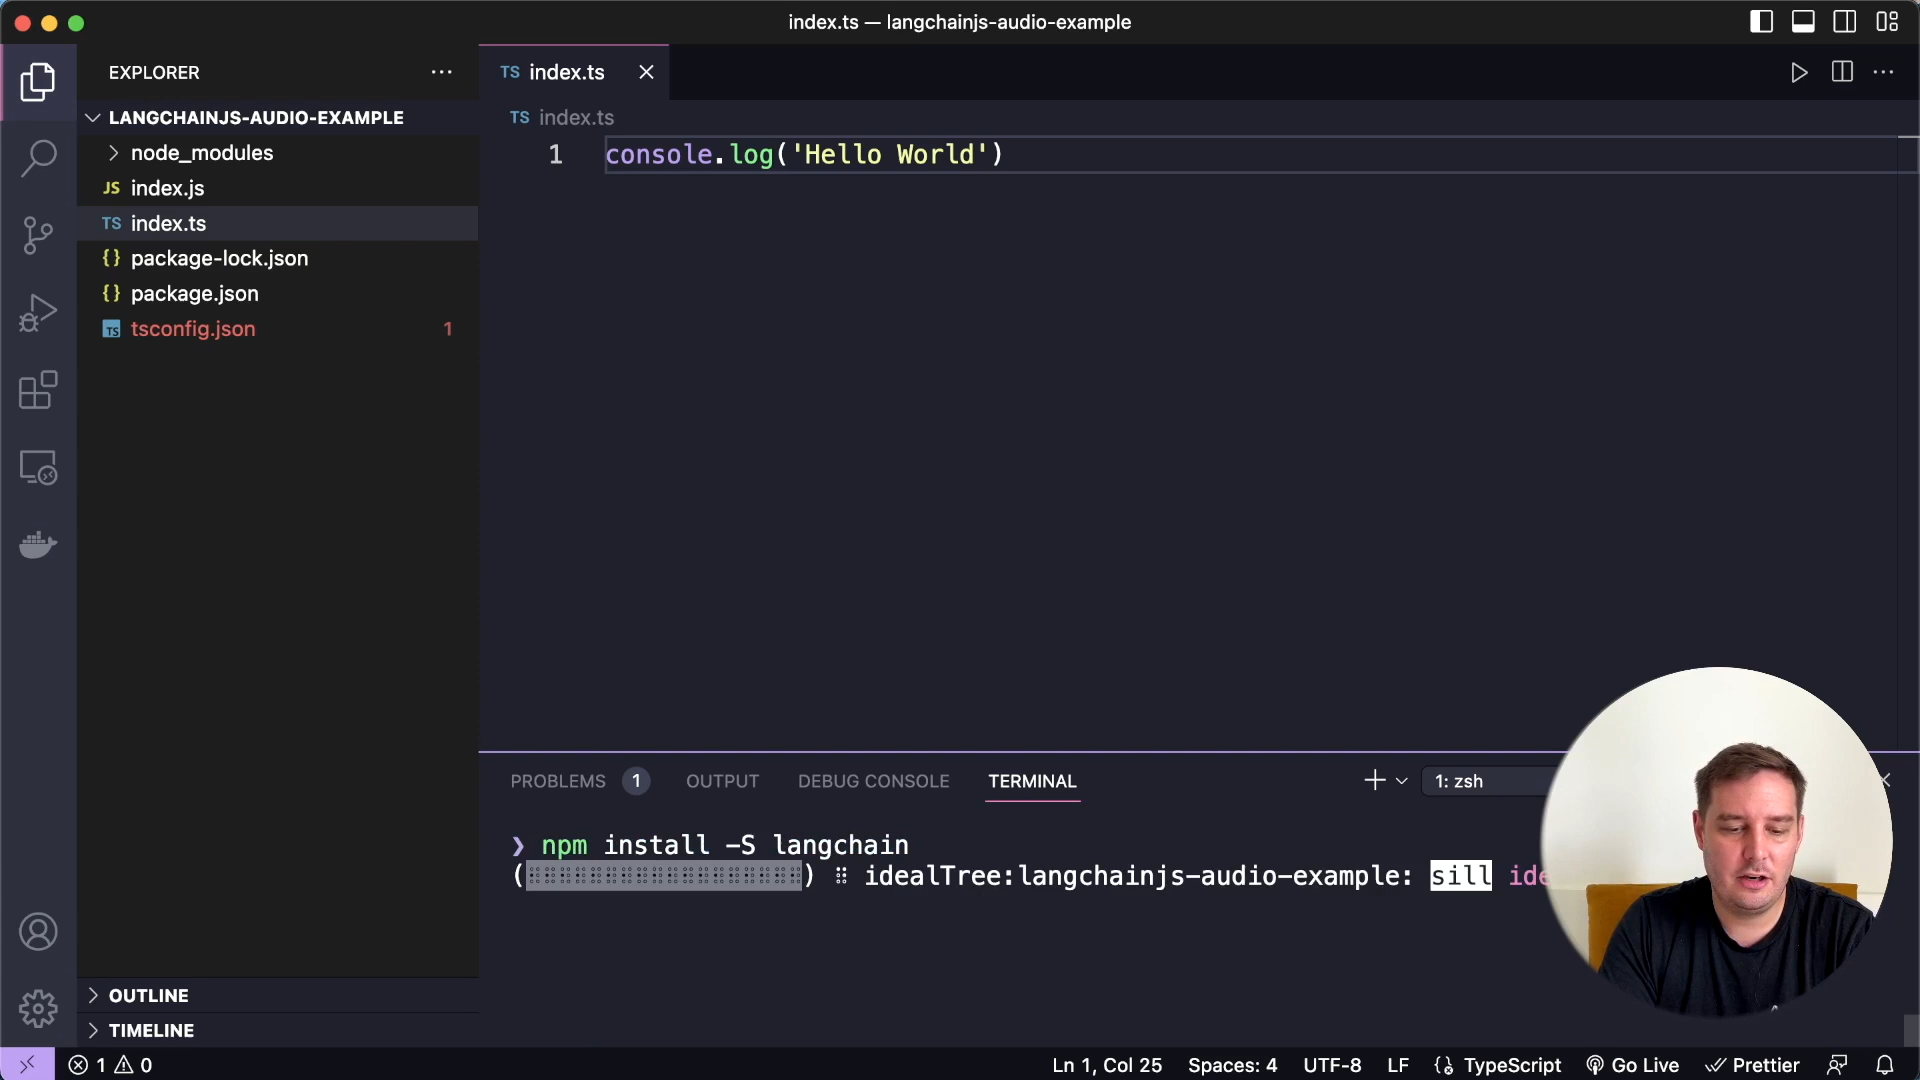 index.ts — langchainjs-audio-example
EXPLORER
TS index.ts
LANGCHAINJS-AUDIO-EXAMPLE
TS index.ts
node_modules
JS index.js
TS index.ts
{} package-lock.json
{} package.json
TS tsconfig.json 1
1 console.log('Hello World')
PROBLEMS 1 OUTPUT DEBUG CONSOLE TERMINAL
1: zsh
❯ npm install -S langchain
() ⠿ idealTree:langchainjs-audio-example: sill ide
OUTLINE
TIMELINE
1 0
Ln 1, Col 25 Spaces: 4 UTF-8 LF TypeScript Go Live Prettier